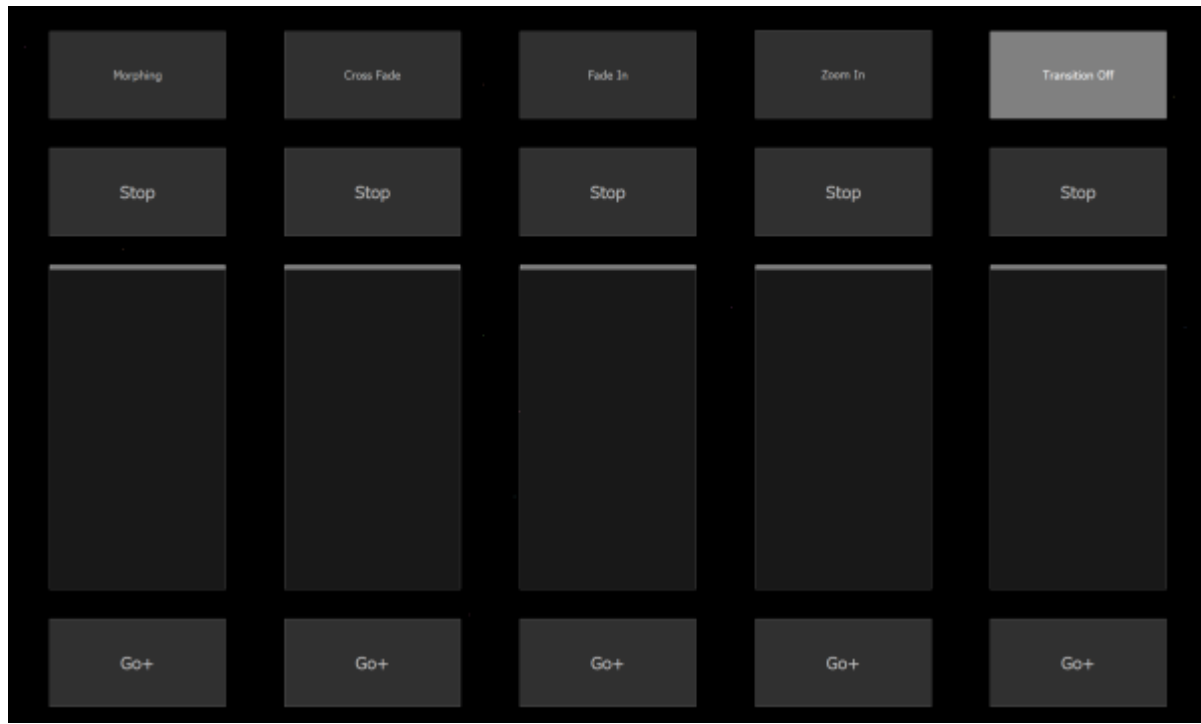 Morphing
Cross Fade
Fade In
Zoom In
Transition Off
Stop
Stop
Stop
Stop
Stop
Go+
Go+
Go+
Go+
Go+